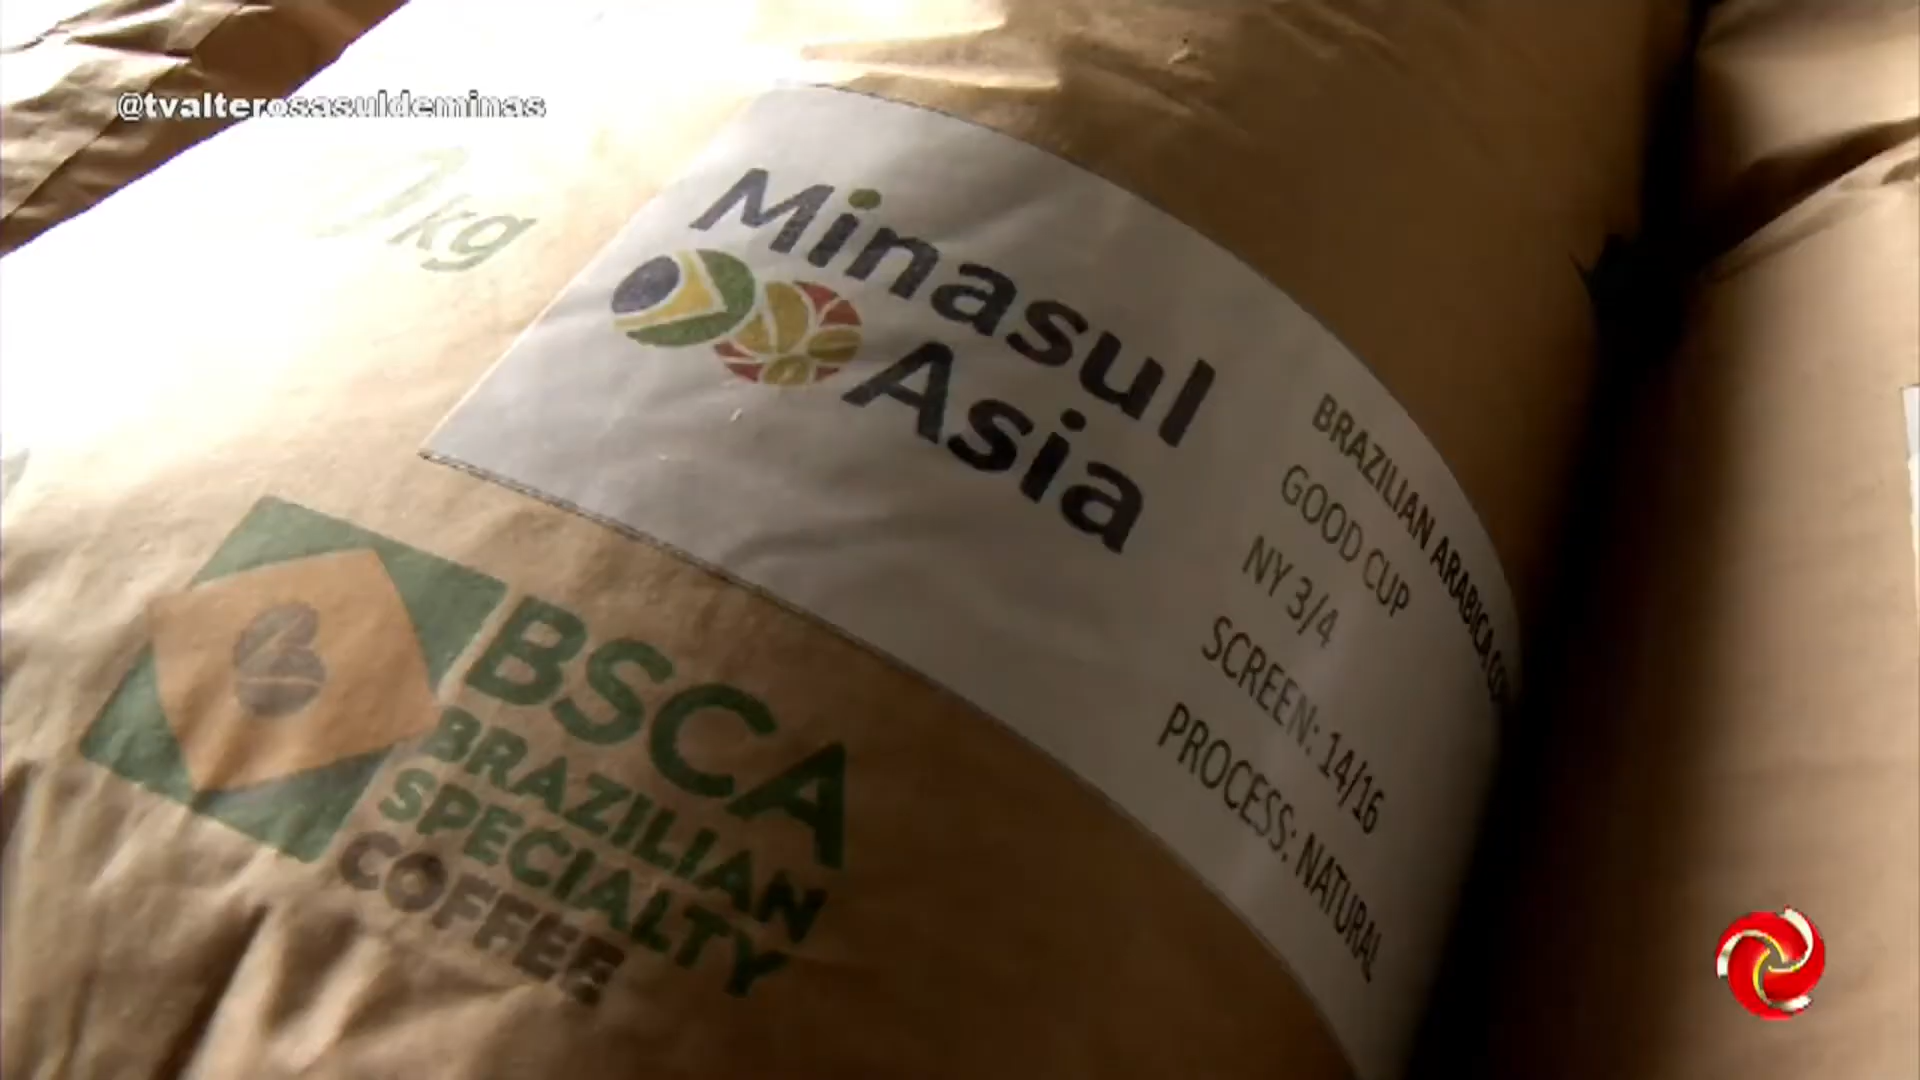 @tvalterosasuldeminas
kg
Minasul
Asia
BRAZILIAN ARABICA
GOOD CUP
NY 3/4
SCREEN: 14/16
PROCESS: NATURAL
BSCA
BRAZILIAN
SPECIALTY
COFFEE